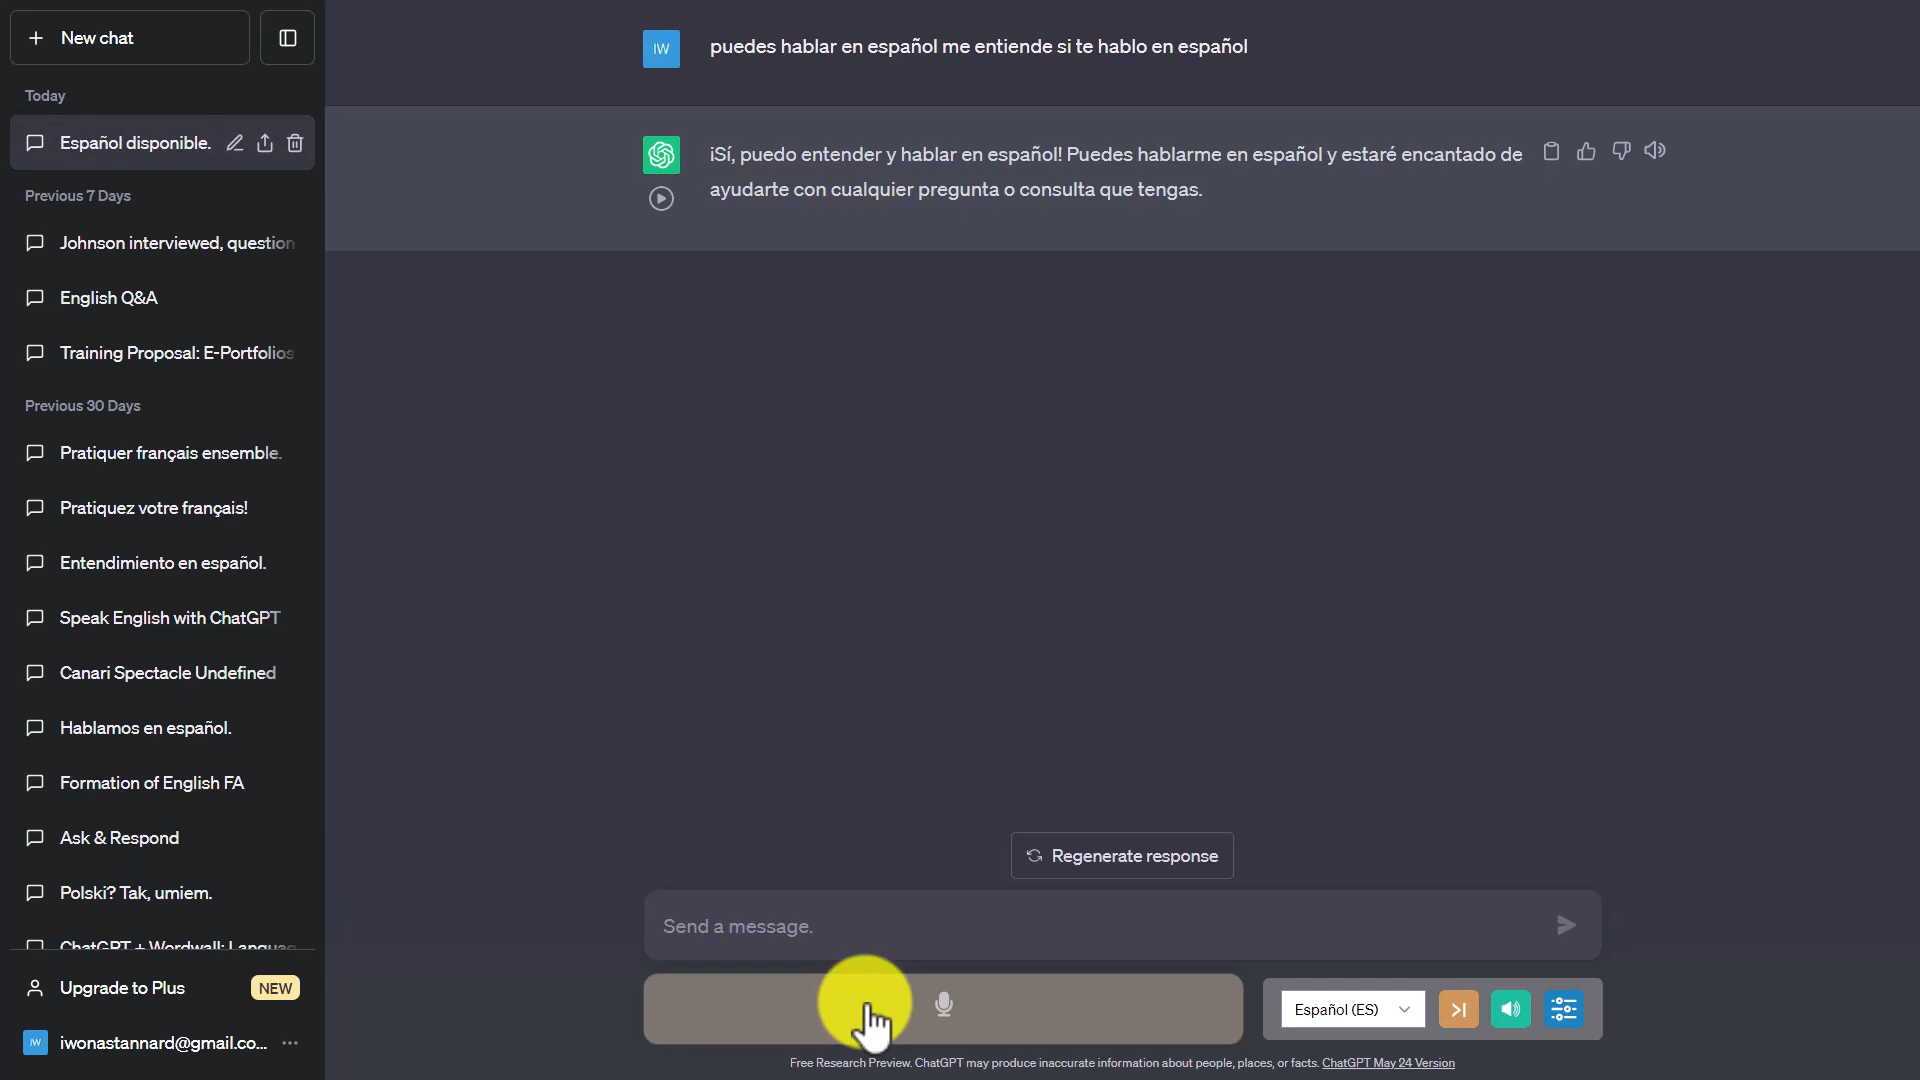 New chat
Today
Español disponible.
Previous 7 Days
Johnson interviewed, question
English Q&A
Training Proposal: E-Portfolios
Previous 30 Days
Pratiquer français ensemble.
Pratiquez votre français!
Entendimiento en español.
Speak English with ChatGPT
Canari Spectacle Undefined
Hablamos en español.
Formation of English FA
Ask & Respond
Polski? Tak, umiem.
ChatGPT + Wordwall: Languag
Upgrade to Plus NEW
IW iwonastannard@gmail.co...
IW puedes hablar en español me entiende si te hablo en español
¡Sí, puedo entender y hablar en español! Puedes hablarme en español y estaré encantado de
ayudarte con cualquier pregunta o consulta que tengas.
Regenerate response
Send a message.
Español (ES)
Free Research Preview. ChatGPT may produce inaccurate information about people, places, or facts. ChatGPT May 24 Version